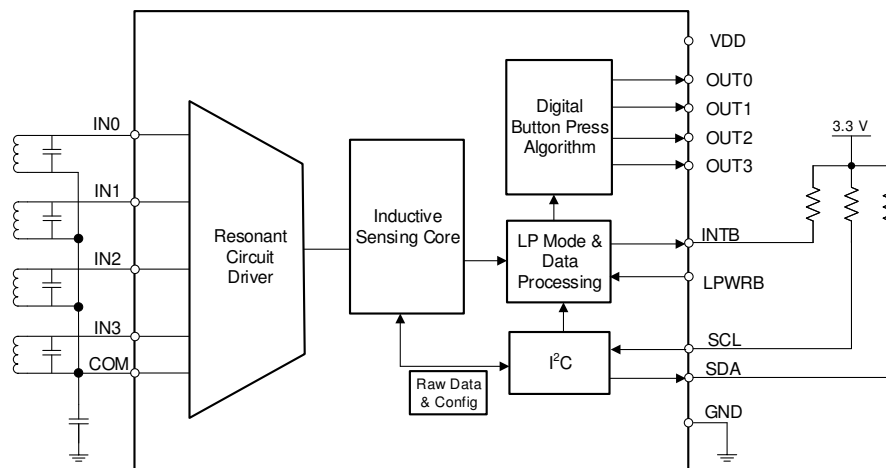 VDD
OUT0
OUT1
OUT2
OUT3
Digital
Button Press
Algorithm
3.3 V
IN0
IN1
IN2
IN3
COM
Resonant
Circuit
Driver
Inductive
Sensing Core
LP Mode &
Data
Processing
INTB
LPWRB
I²C
SCL
SDA
Raw Data
& Config
GND